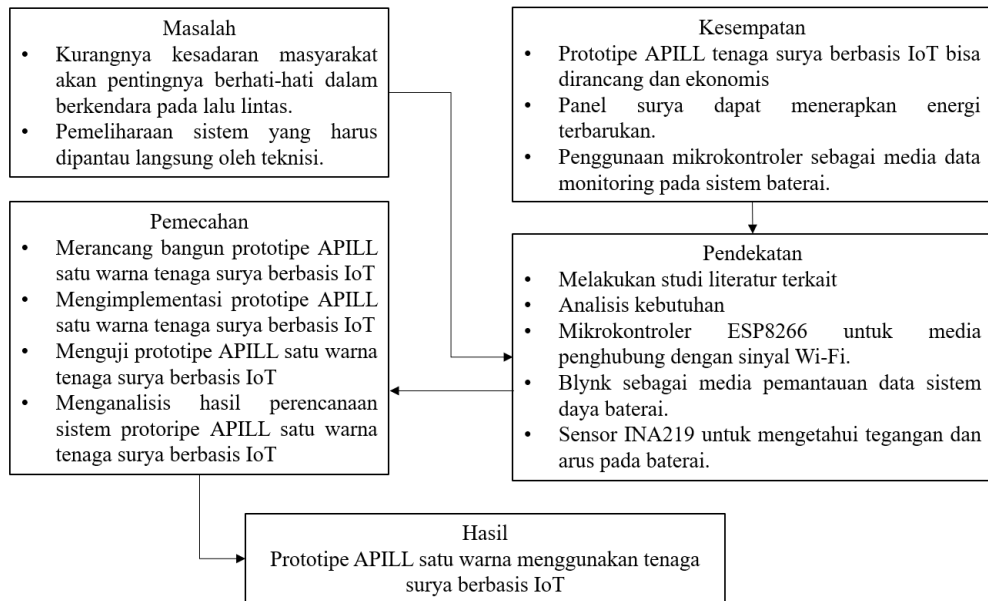 Masalah
• Kurangnya kesadaran masyarakat
akan pentingnya berhati-hati dalam
berkendara pada lalu lintas.
• Pemeliharaan sistem yang harus
dipantau langsung oleh teknisi.
Kesempatan
• Prototipe APILL tenaga surya berbasis IoT bisa
dirancang dan ekonomis
• Panel surya dapat menerapkan energi
terbarukan.
• Penggunaan mikrokontroler sebagai media data
monitoring pada sistem baterai.
Pemecahan
• Merancang bangun prototipe APILL
satu warna tenaga surya berbasis IoT
• Mengimplementasi prototipe APILL
satu warna tenaga surya berbasis IoT
• Menguji prototipe APILL satu warna
tenaga surya berbasis IoT
• Menganalisis hasil perencanaan
sistem protoripe APILL satu warna
tenaga surya berbasis IoT
Pendekatan
• Melakukan studi literatur terkait
• Analisis kebutuhan
• Mikrokontroler ESP8266 untuk media
penghubung dengan sinyal Wi-Fi.
• Blynk sebagai media pemantauan data sistem
daya baterai.
• Sensor INA219 untuk mengetahui tegangan dan
arus pada baterai.
Hasil
Prototipe APILL satu warna menggunakan tenaga
surya berbasis IoT